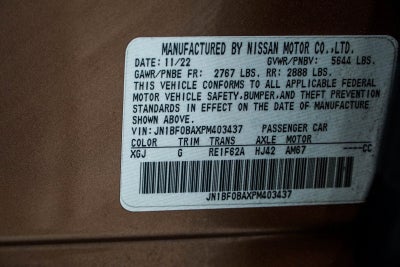 MANUFACTURED BY NISSAN MOTOR CO.,LTD.
DATE: 11/22 GVWR/PNBV: 5644 LBS.
GAWR/PNBE FR: 2767 LBS. RR: 2888 LBS.
THIS VEHICLE CONFORMS TO ALL APPLICABLE FEDERAL
MOTOR VEHICLE SAFETY,BUMPER,AND THEFT PREVENTION
STANDARDS IN EFFECT ON THE DATE OF MANUFACTURE
SHOWN ABOVE.
VIN: JN1BF0BAXPM403437 PASSENGER CAR
COLOR TRIM TRANS AXLE MOTOR
XGJ G RE1F62A HJ42 AM67 ----CC
JN1BF0BAXPM403437